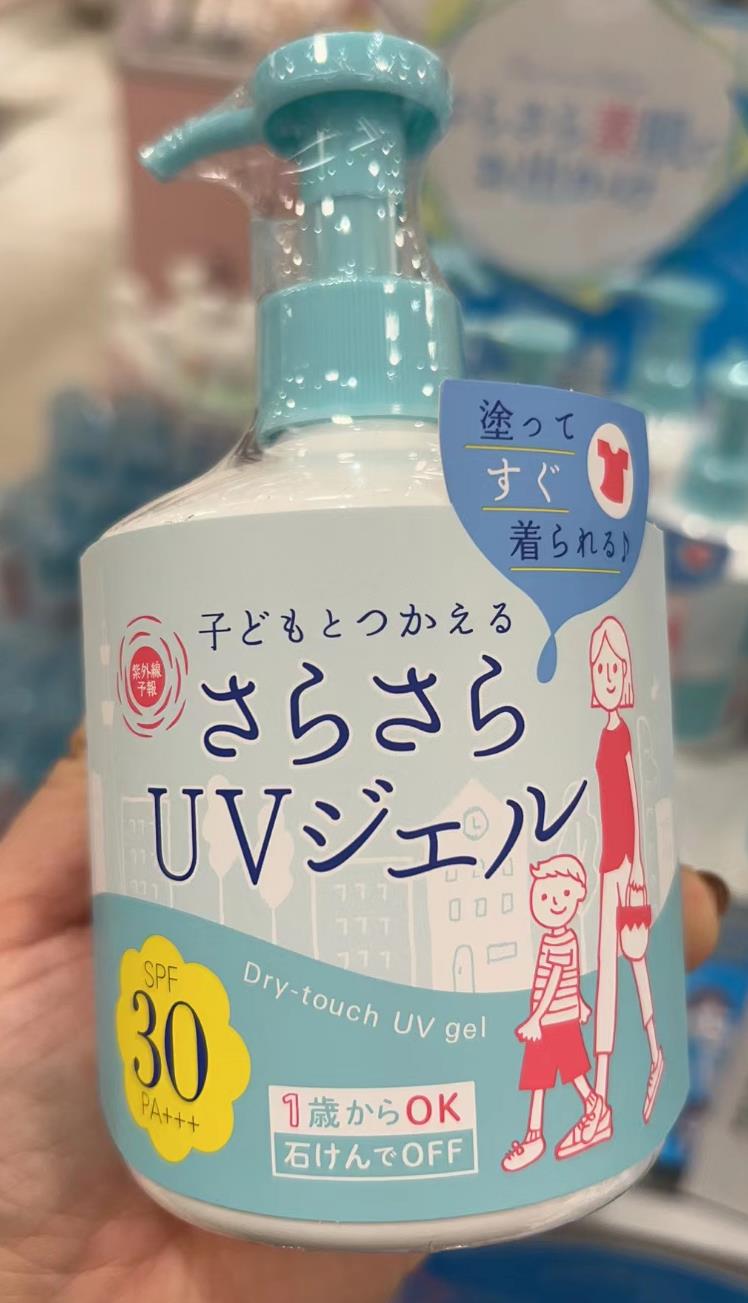 塗って
すぐ
着られる♪
子どもとつかえる
紫外線
予報
さらさら
UVジェル
SPF
30
PA+++
Dry-touch UV gel
1歳からOK
石けんでOFF